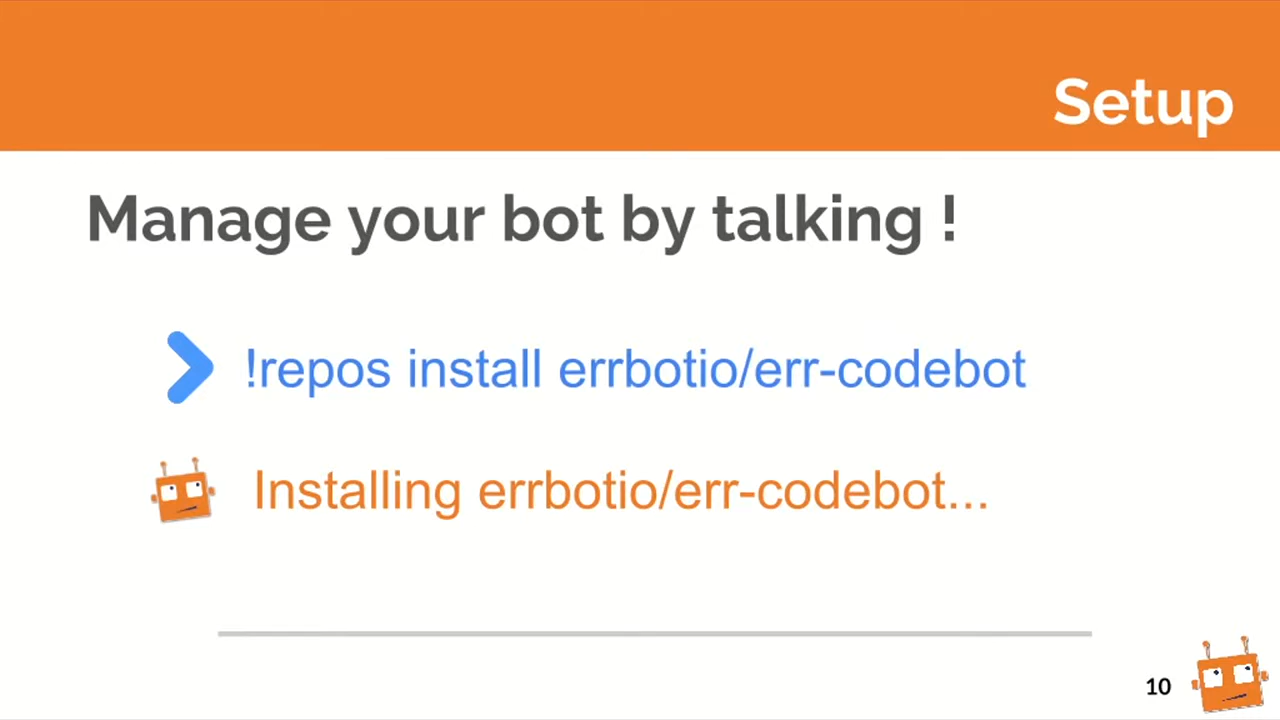 Setup
Manage your bot by talking !
!repos install errbotio/err-codebot
Installing errbotio/err-codebot...
10